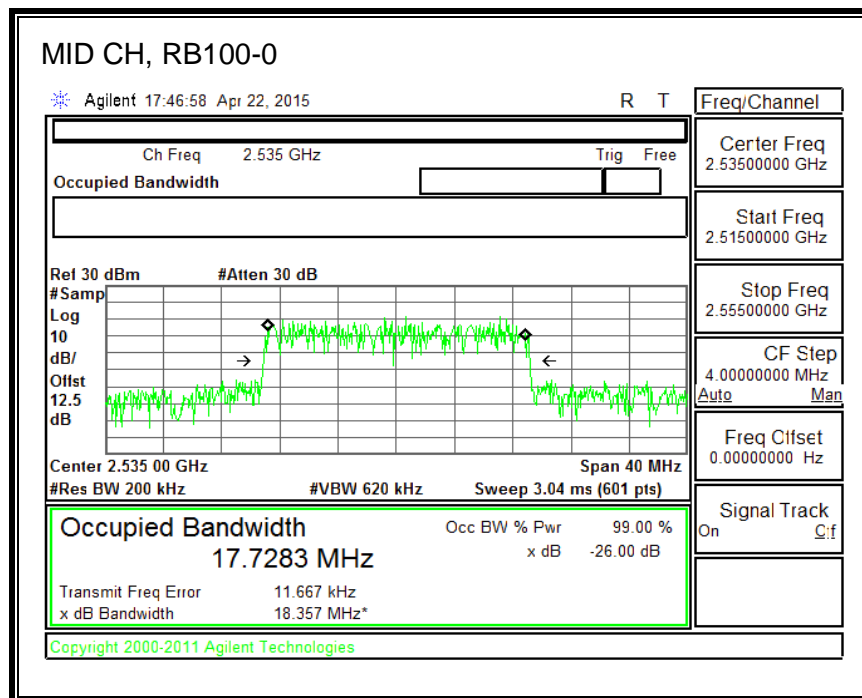 MID CH, RB100-0
Agilent 17:46:58 Apr 22, 2015 R T
Freq/Channel
Ch Freq 2.535 GHz Trig Free
Occupied Bandwidth
Center Freq
2.53500000 GHz
Start Freq
2.51500000 GHz
Stop Freq
2.55500000 GHz
CF Step
4.00000000 MHz
Auto Man
Freq Offset
0.00000000 Hz
Signal Track
On Off
Ref 30 dBm #Atten 30 dB
#Samp
Log
10
dB/
Offst
12.5
dB
Center 2.535 00 GHz Span 40 MHz
#Res BW 200 kHz #VBW 620 kHz Sweep 3.04 ms (601 pts)
Occupied Bandwidth
17.7283 MHz
Occ BW % Pwr 99.00 %
x dB -26.00 dB
Transmit Freq Error 11.667 kHz
x dB Bandwidth 18.357 MHz*
Copyright 2000-2011 Agilent Technologies